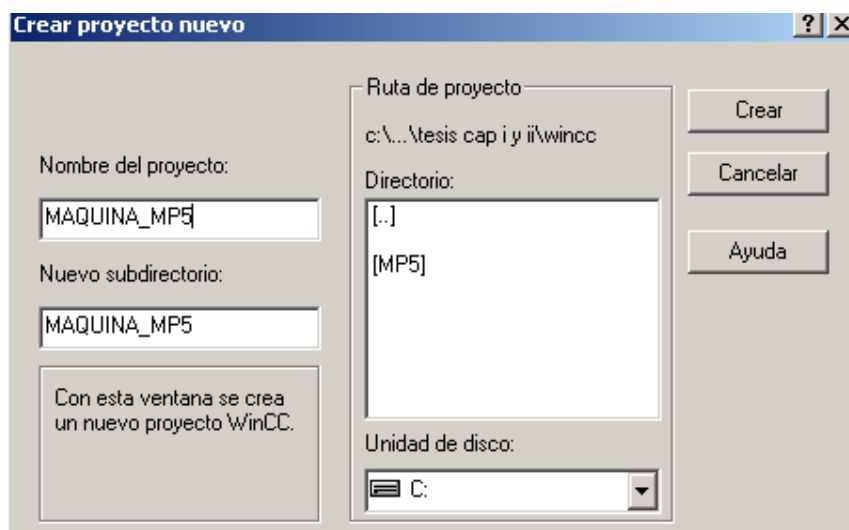 Crear proyecto nuevo
Nombre del proyecto:
MAQUINA_MP5
Nuevo subdirectorio:
MAQUINA_MP5
Con esta ventana se crea
un nuevo proyecto WinCC.
Ruta de proyecto
c:\...\tesis cap i y ii\wincc
Directorio:
[..]
[MP5]
Unidad de disco:
C:
Crear
Cancelar
Ayuda